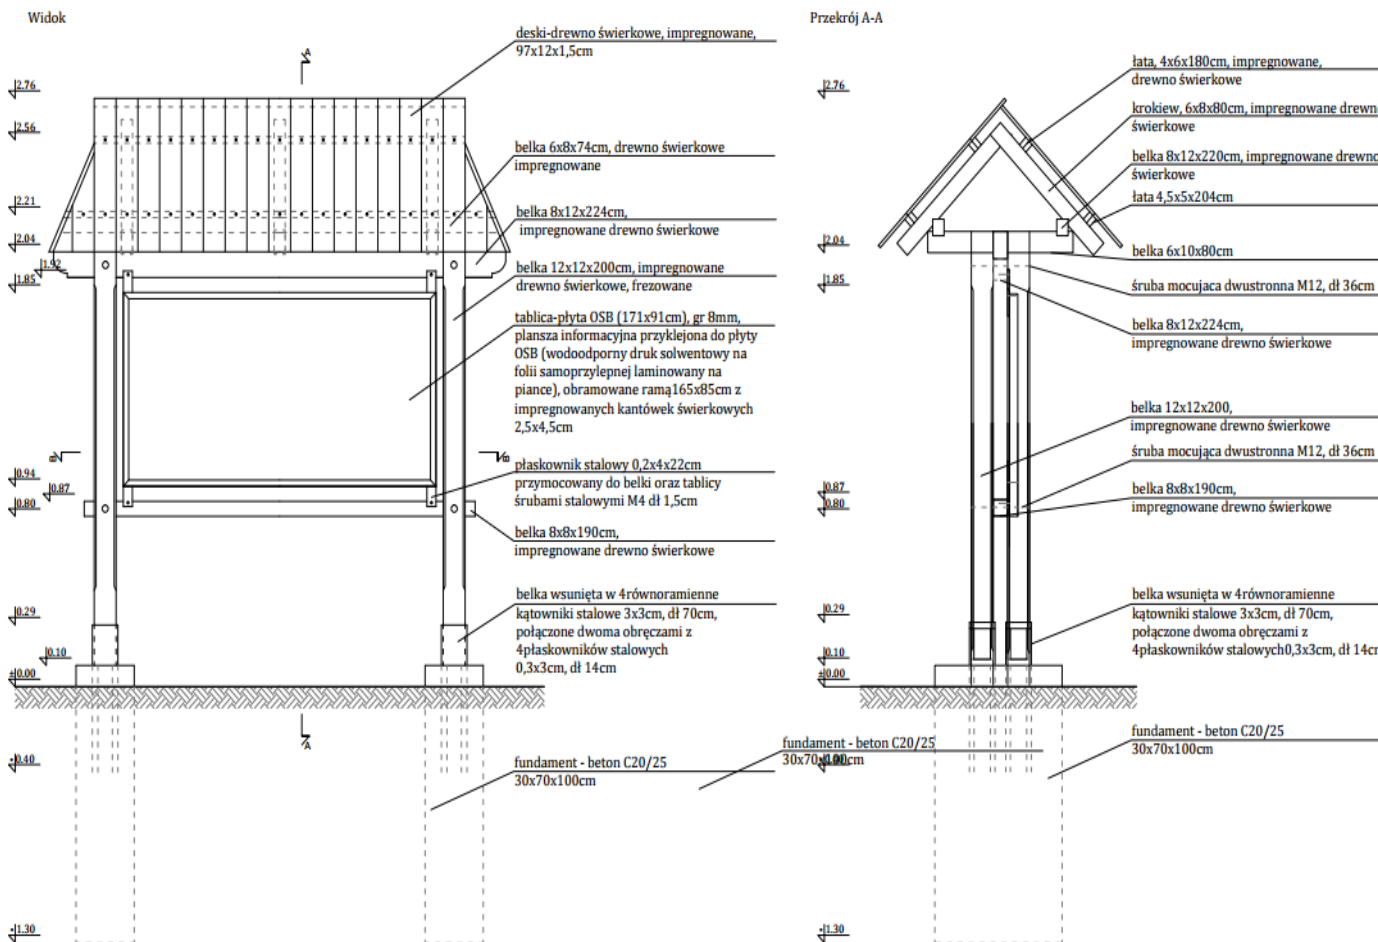 Widok
A
2.76
2.56
2.21
2.04
1.92
1.85
B
B
0.94
0.87
0.80
0.29
0.10
±0.00
A
-0.40
-1.30
deski-drewno świerkowe, impregnowane,
97x12x1,5cm
belka 6x8x74cm, drewno świerkowe
impregnowane
belka 8x12x224cm,
impregnowane drewno świerkowe
belka 12x12x200cm, impregnowane
drewno świerkowe, frezowane
tablica-płyta OSB (171x91cm), gr 8mm,
plansza informacyjna przyklejona do płyty
OSB (wodoodporny druk solwentowy na
folii samoprzylepnej laminowany na
piance), obramowane ramą165x85cm z
impregnowanych kantówek świerkowych
2,5x4,5cm
płaskownik stalowy 0,2x4x22cm
przymocowany do belki oraz tablicy
śrubami stalowymi M4 dł 1,5cm
belka 8x8x190cm,
impregnowane drewno świerkowe
belka wsunięta w 4równoramienne
kątowniki stalowe 3x3cm, dł 70cm,
połączone dwoma obręczami z
4płaskowników stalowych
0,3x3cm, dł 14cm
fundament - beton C20/25
30x70x100cm
fundament - beton C20/25
30x70x100cm
Przekrój A-A
2.76
2.04
1.85
0.87
0.80
0.29
0.10
±0.00
-1.30
łata, 4x6x180cm, impregnowane,
drewno świerkowe
krokiew, 6x8x80cm, impregnowane drewno
świerkowe
belka 8x12x220cm, impregnowane drewno
świerkowe
łata 4,5x5x204cm
belka 6x10x80cm
śruba mocujaca dwustronna M12, dł 36cm
belka 8x12x224cm,
impregnowane drewno świerkowe
belka 12x12x200,
impregnowane drewno świerkowe
śruba mocująca dwustronna M12, dł 36cm
belka 8x8x190cm,
impregnowane drewno świerkowe
belka wsunięta w 4równoramienne
kątowniki stalowe 3x3cm, dł 70cm,
połączone dwoma obręczami z
4płaskowników stalowych0,3x3cm, dł 14cm
fundament - beton C20/25
30x70x100cm